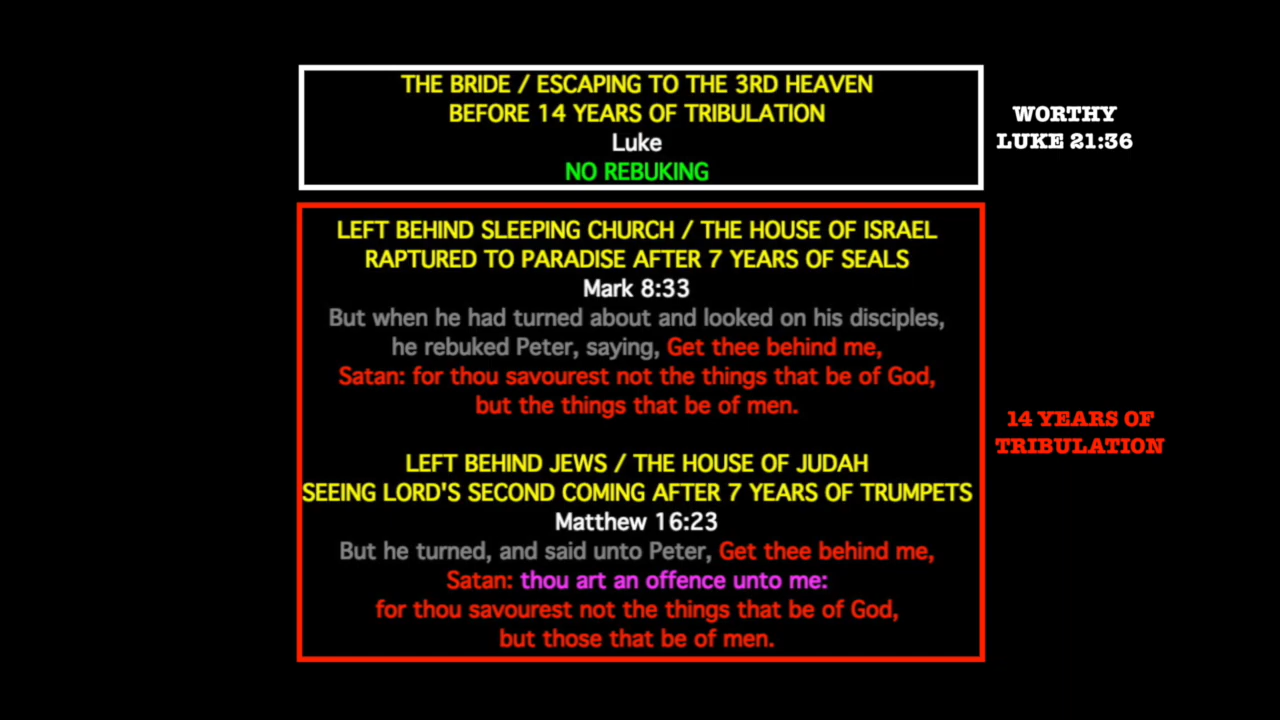 THE BRIDE / ESCAPING TO THE 3RD HEAVEN
BEFORE 14 YEARS OF TRIBULATION
Luke
NO REBUKING
WORTHY
LUKE 21:36
LEFT BEHIND SLEEPING CHURCH / THE HOUSE OF ISRAEL
RAPTURED TO PARADISE AFTER 7 YEARS OF SEALS
Mark 8:33
But when he had turned about and looked on his disciples,
he rebuked Peter, saying, Get thee behind me,
Satan: for thou savourest not the things that be of God,
but the things that be of men.
LEFT BEHIND JEWS / THE HOUSE OF JUDAH
SEEING LORD'S SECOND COMING AFTER 7 YEARS OF TRUMPETS
Matthew 16:23
But he turned, and said unto Peter, Get thee behind me,
Satan: thou art an offence unto me:
for thou savourest not the things that be of God,
but those that be of men.
14 YEARS OF
TRIBULATION